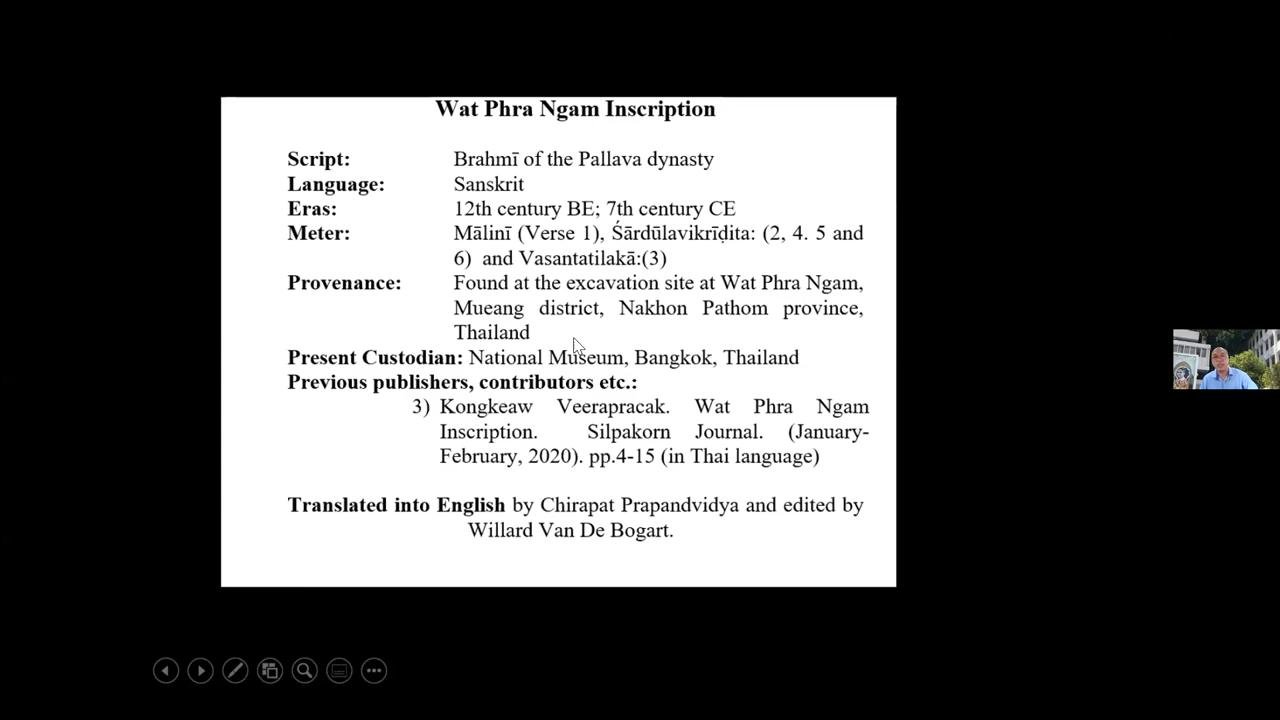 Wat Phra Ngam Inscription
Script: Brahmī of the Pallava dynasty
Language: Sanskrit
Eras: 12th century BE; 7th century CE
Meter: Mālinī (Verse 1), Śārdūlavikrīḍita: (2, 4. 5 and
6) and Vasantatilakā:(3)
Provenance: Found at the excavation site at Wat Phra Ngam,
Mueang district, Nakhon Pathom province,
Thailand
Present Custodian: National Museum, Bangkok, Thailand
Previous publishers, contributors etc.:
3) Kongkeaw Veerapracak. Wat Phra Ngam
Inscription. Silpakorn Journal. (January-
February, 2020). pp.4-15 (in Thai language)
Translated into English by Chirapat Prapandvidya and edited by
Willard Van De Bogart.